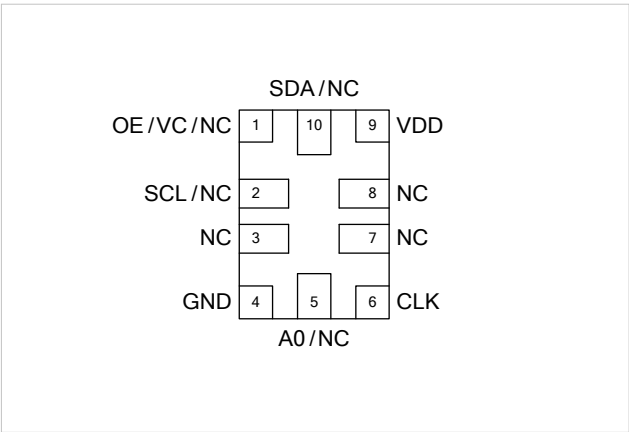 SDA/NC
OE/VC/NC 1 10 9 VDD
SCL/NC 2 8 NC
NC 3 7 NC
GND 4 5 6 CLK
A0/NC